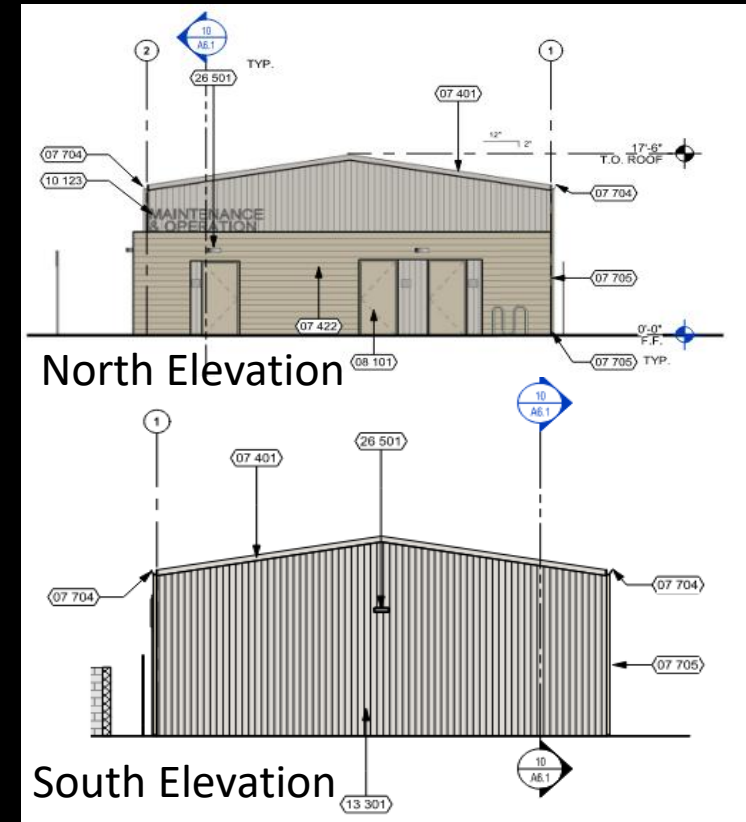 10
A6.1
2
1
TYP.
26 501
07 401
12"
2"
17'-6"
T.O. ROOF
07 704
10 123
07 704
MAINTENANCE
& OPERATION
07 705
07 422
0'-0"
F.F.
North Elevation
08 101
07 705 TYP.
10
A6.1
1
26 501
07 401
07 704
07 704
07 705
South Elevation
10
A6.1
13 301